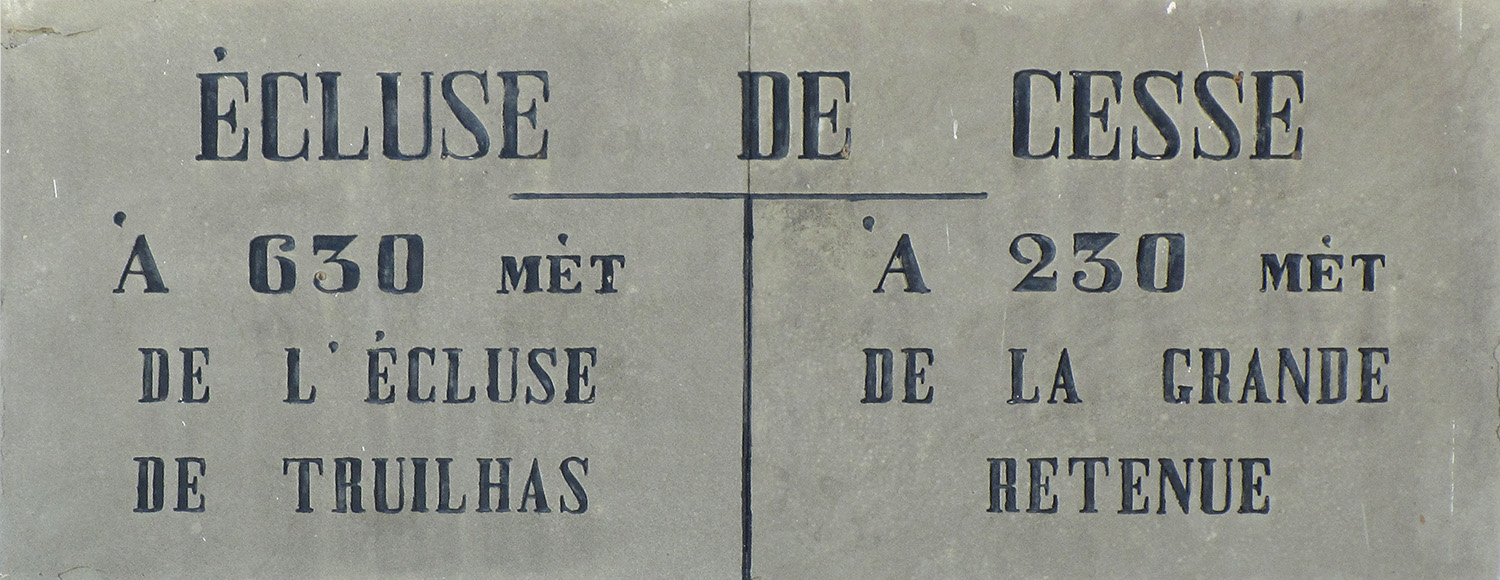 ÉCLUSE DE CESSE
À 630 MÈT
DE L'ÉCLUSE
DE TRUILHAS
À 230 MÈT
DE LA GRANDE
RETENUE